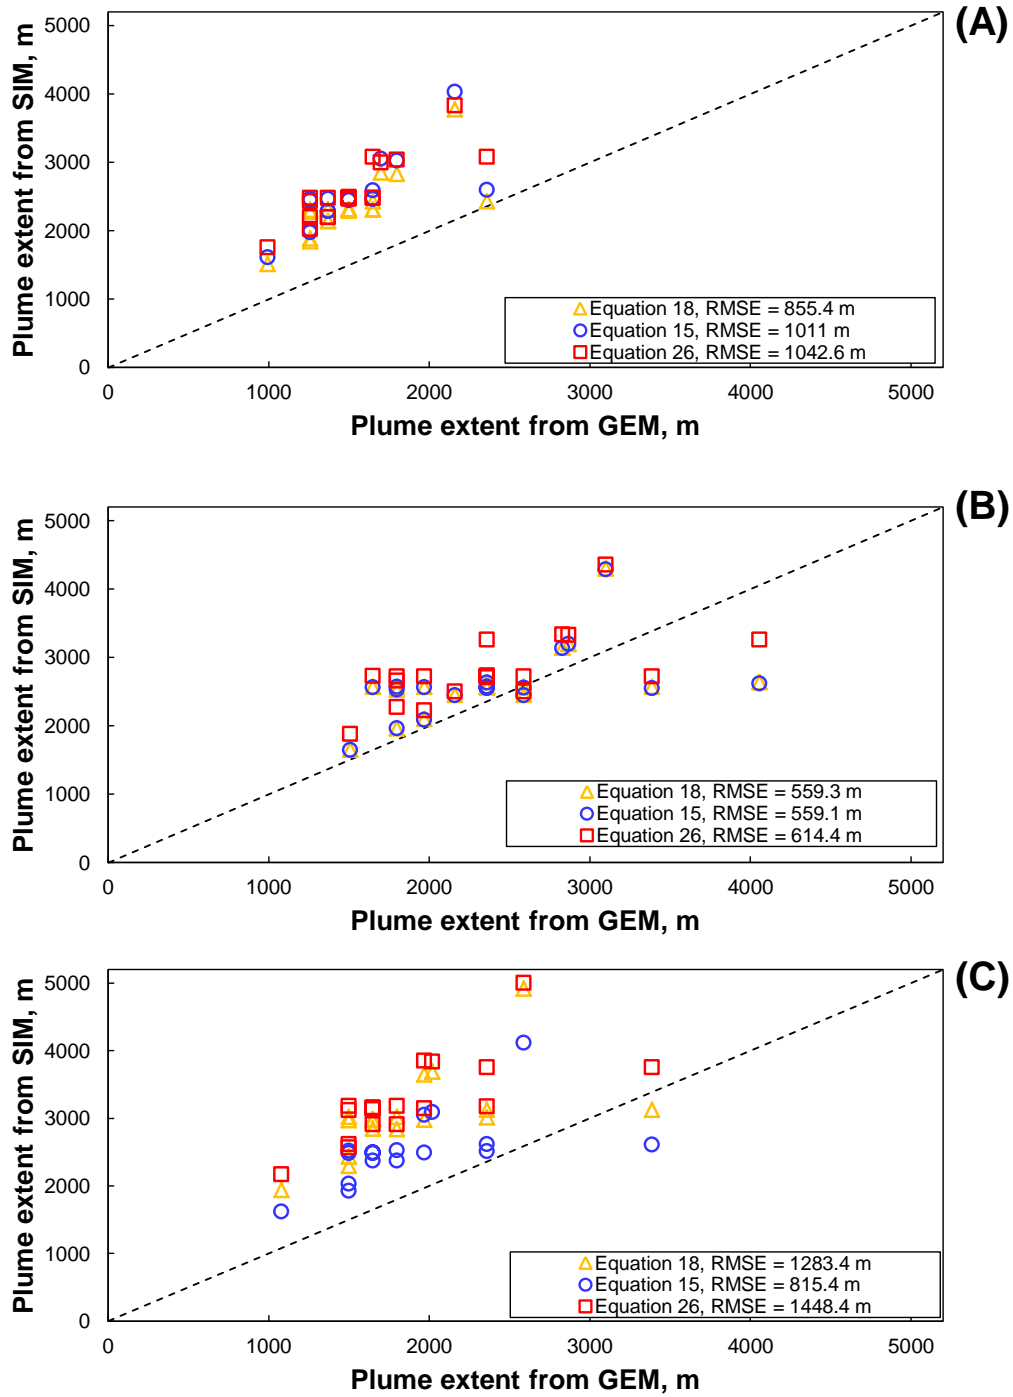 (A)
Plume extent from SIM, m
5000
4000
3000
2000
1000
0
Equation 18, RMSE = 855.4 m
Equation 15, RMSE = 1011 m
Equation 26, RMSE = 1042.6 m
0 1000 2000 3000 4000 5000
Plume extent from GEM, m
(B)
Plume extent from SIM, m
5000
4000
3000
2000
1000
0
Equation 18, RMSE = 559.3 m
Equation 15, RMSE = 559.1 m
Equation 26, RMSE = 614.4 m
0 1000 2000 3000 4000 5000
Plume extent from GEM, m
(C)
Plume extent from SIM, m
5000
4000
3000
2000
1000
0
Equation 18, RMSE = 1283.4 m
Equation 15, RMSE = 815.4 m
Equation 26, RMSE = 1448.4 m
0 1000 2000 3000 4000 5000
Plume extent from GEM, m